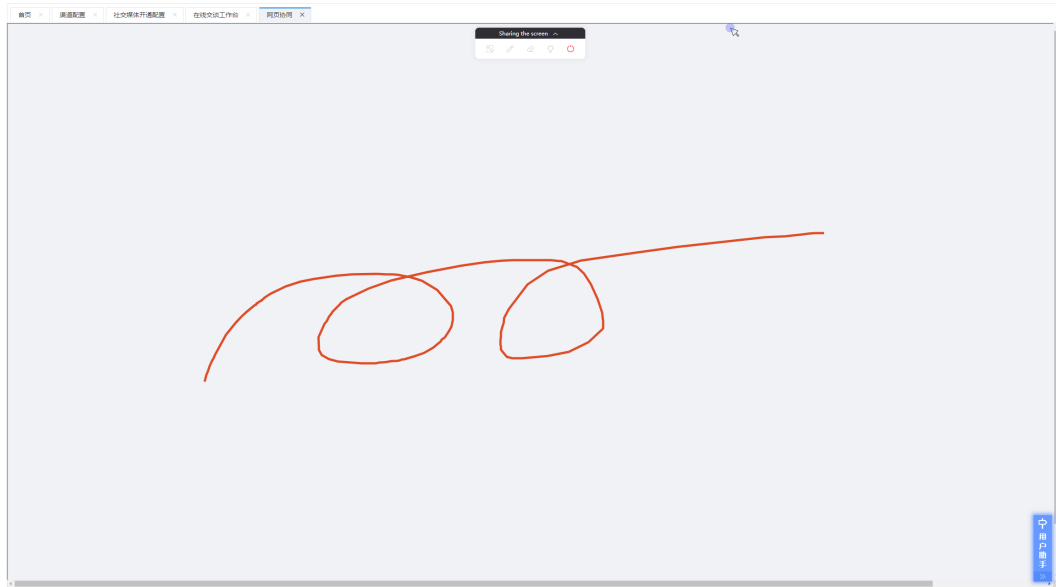 首页 渠道配置 社交媒体开通配置 在线交谈工作台 网页协同
Sharing the screen
用户助手